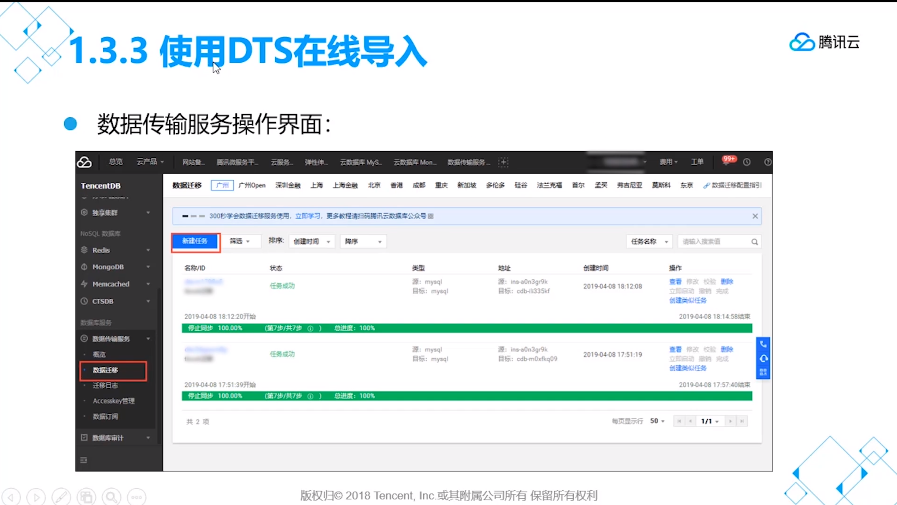 1.3.3 使用DTS在线导入
腾讯云
数据传输服务操作界面：
总览 云产品 网站备... 腾讯微服务平... 云服务... 弹性伸... 云数据库 MyS... 云数据库 Mon... 数据传输服务... 费用 工单 99+
TencentDB
独享集群
NoSQL 数据库
Redis
MongoDB
Memcached
CTSDB
数据库服务
数据传输服务
概览
数据迁移
迁移日志
Accesskey管理
数据订阅
数据库审计
数据迁移 广州 广州Open 深圳金融 上海 上海金融 北京 香港 成都 重庆 新加坡 多伦多 硅谷 法兰克福 首尔 孟买 弗吉尼亚 莫斯科 东京 数据迁移配置指引
300秒学会数据迁移服务使用，立即学习，更多教程请扫码腾讯云数据库公众号
新建任务 筛选 排序: 创建时间 降序 任务名称 请输入搜索值
名称/ID 状态 类型 地址 创建时间 操作
任务成功 源：mysql 源：ins-a0n3gr9k 2019-04-08 18:12:08 查看 修改 校验 删除
目标：mysql 目标：cdb-li335kf 立即启动 撤销 完成
创建类似任务
2019-04-08 18:12:20开始 2019-04-08 18:14:58结束
停止同步 100.00% (第7步/共7步) 总进度：100%
任务成功 源：mysql 源：ins-a0n3gr9k 2019-04-08 17:51:19 查看 修改 校验 删除
目标：mysql 目标：cdb-m0xfkq09 立即启动 撤销 完成
创建类似任务
2019-04-08 17:51:39开始 2019-04-08 17:57:40结束
停止同步 100.00% (第7步/共7步) 总进度：100%
共 2 项 每页显示行 50 1/1
版权归© 2018 Tencent, Inc.或其附属公司所有 保留所有权利